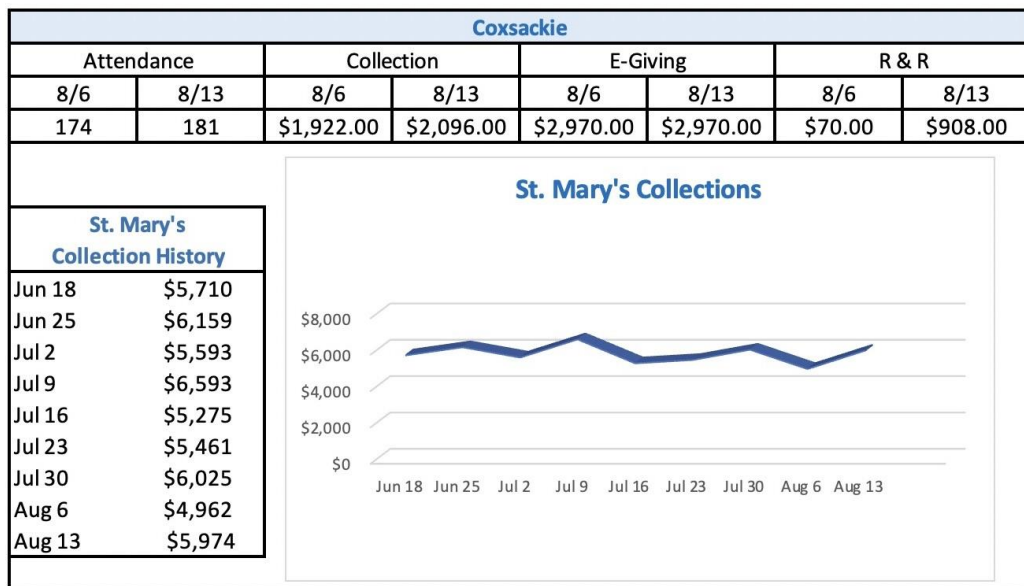 Coxsackie
Attendance Collection E-Giving R & R
8/6 8/13 8/6 8/13 8/6 8/13 8/6 8/13
174 181 $1,922.00 $2,096.00 $2,970.00 $2,970.00 $70.00 $908.00
St. Mary's
Collection History
Jun 18 $5,710
Jun 25 $6,159
Jul 2 $5,593
Jul 9 $6,593
Jul 16 $5,275
Jul 23 $5,461
Jul 30 $6,025
Aug 6 $4,962
Aug 13 $5,974
St. Mary's Collections
$8,000
$6,000
$4,000
$2,000
$0
Jun 18 Jun 25 Jul 2 Jul 9 Jul 16 Jul 23 Jul 30 Aug 6 Aug 13